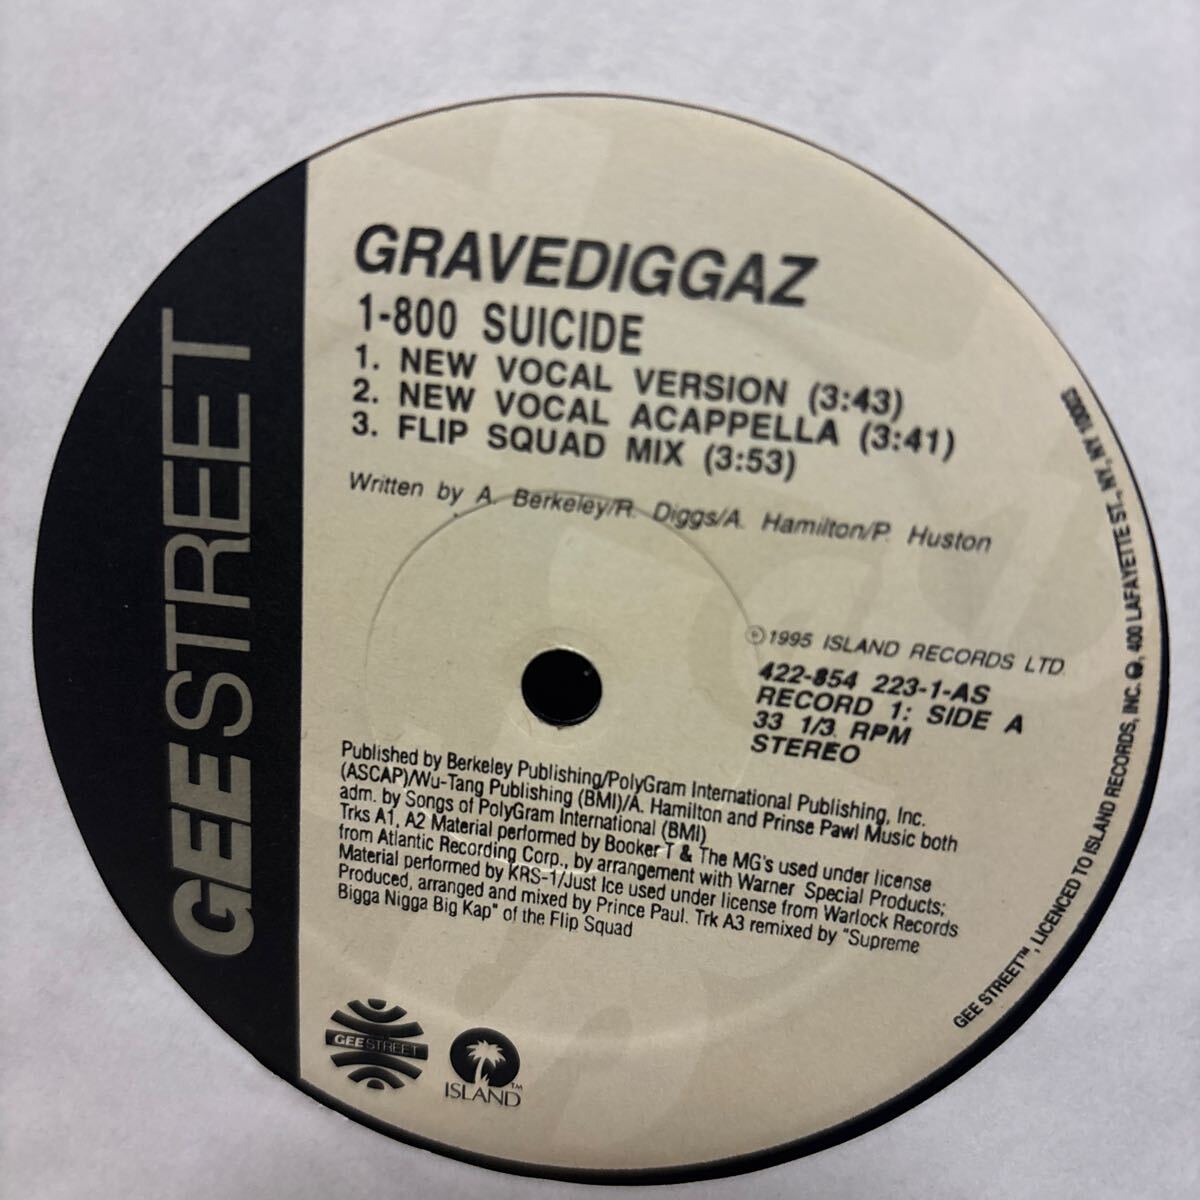 GEE STREET
GRAVEDIGGAZ
1-800 SUICIDE
1. NEW VOCAL VERSION (3:43)
2. NEW VOCAL ACAPPELLA (3:41)
3. FLIP SQUAD MIX (3:53)
Written by A. Berkeley/R. Diggs/A. Hamilton/P. Huston
℗1995 ISLAND RECORDS LTD.
422-854 223-1-AS
RECORD 1: SIDE A
33 1/3 RPM
STEREO
Published by Berkeley Publishing/PolyGram International Publishing, Inc.
(ASCAP)/Wu-Tang Publishing (BMI)/A. Hamilton and Prinse Pawl Music both
adm. by Songs of PolyGram International (BMI)
Trks A1, A2 Material performed by Booker T & The MG's used under license
from Atlantic Recording Corp., by arrangement with Warner Special Products;
Material performed by KRS-1/Just Ice used under license from Warlock Records
Produced, arranged and mixed by Prince Paul. Trk A3 remixed by "Supreme
Bigga Nigga Big Kap" of the Flip Squad
GEE STREET
ISLAND™
GEE STREET™, LICENCED TO ISLAND RECORDS, INC. , 400 LAFAYETTE ST., NY, NY 10003